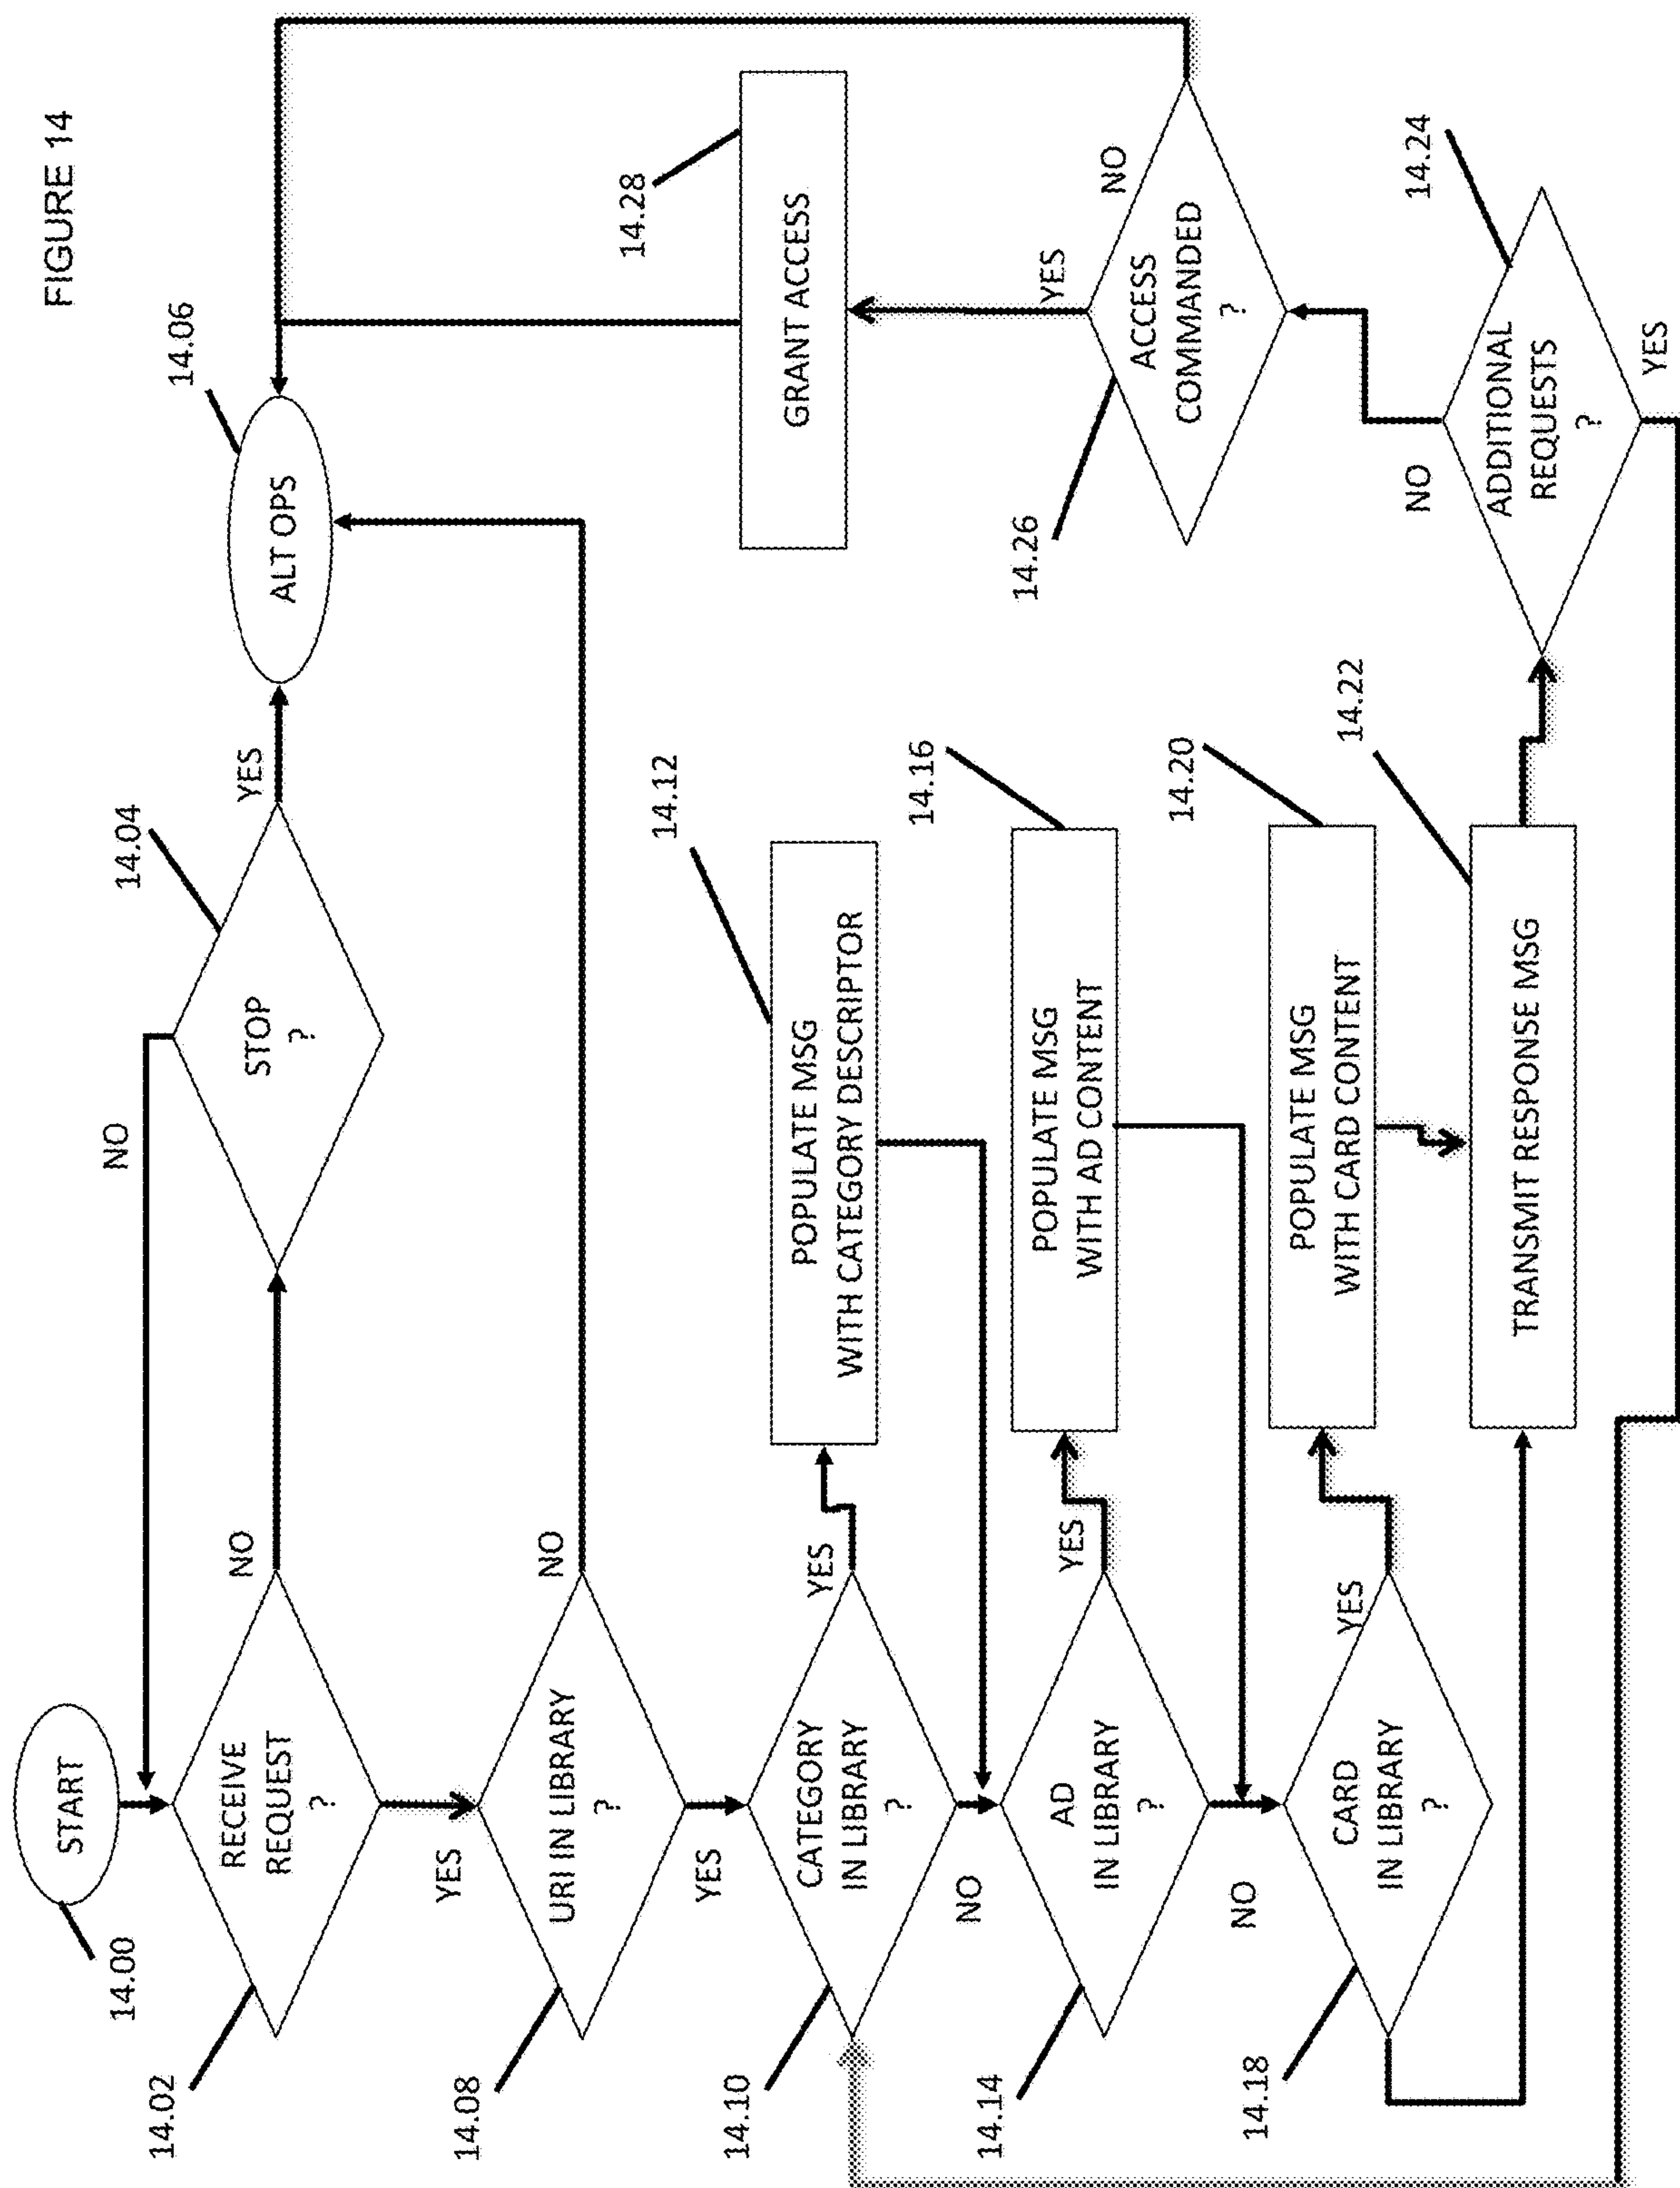 FIGURE 14
START
14.00
RECEIVE
REQUEST
?
14.02
NO
YES
STOP
?
14.04
NO
YES
ALT OPS
14.06
URI IN LIBRARY
?
14.08
NO
YES
CATEGORY
IN LIBRARY
?
14.10
YES
NO
POPULATE MSG
WITH CATEGORY DESCRIPTOR
14.12
AD
IN LIBRARY
?
14.14
YES
NO
POPULATE MSG
WITH AD CONTENT
14.16
CARD
IN LIBRARY
?
14.18
YES
POPULATE MSG
WITH CARD CONTENT
14.20
TRANSMIT RESPONSE MSG
14.22
ADDITIONAL
REQUESTS
?
14.24
NO
YES
ACCESS
COMMANDED
?
14.26
YES
NO
GRANT ACCESS
14.28